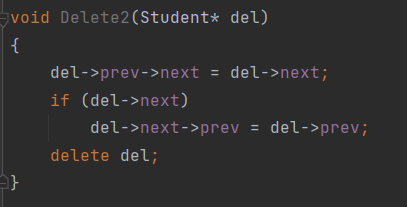 void Delete2(Student* del)
{
    del->prev->next = del->next;
    if (del->next)
        del->next->prev = del->prev;
    delete del;
}